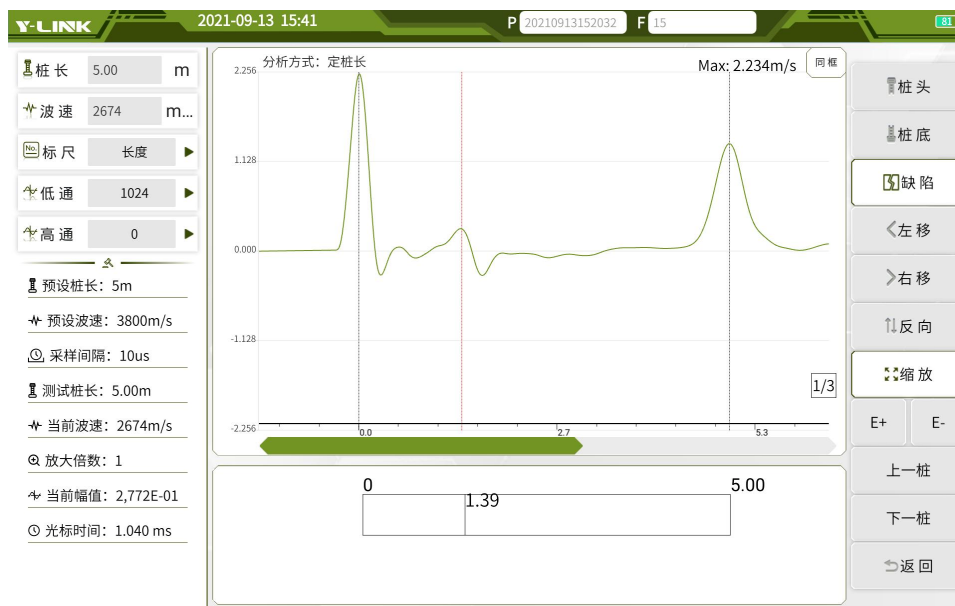 Y-LINK 2021-09-13 15:41 P 20210913152032 F 15 81
桩长 5.00 m
波速 2674 m...
No. 标尺 长度
低通 1024
高通 0
预设桩长：5m
预设波速：3800m/s
采样间隔：10us
测试桩长：5.00m
当前波速：2674m/s
放大倍数：1
当前幅值：2,772E-01
光标时间：1.040 ms
分析方式：定桩长
Max: 2.234m/s
同框
2.256
1.128
0.000
-1.128
-2.256
1/3
0.0 2.7 5.3
0 5.00
1.39
桩头
桩底
缺陷
左移
右移
反向
缩放
E+ E-
上一桩
下一桩
返回